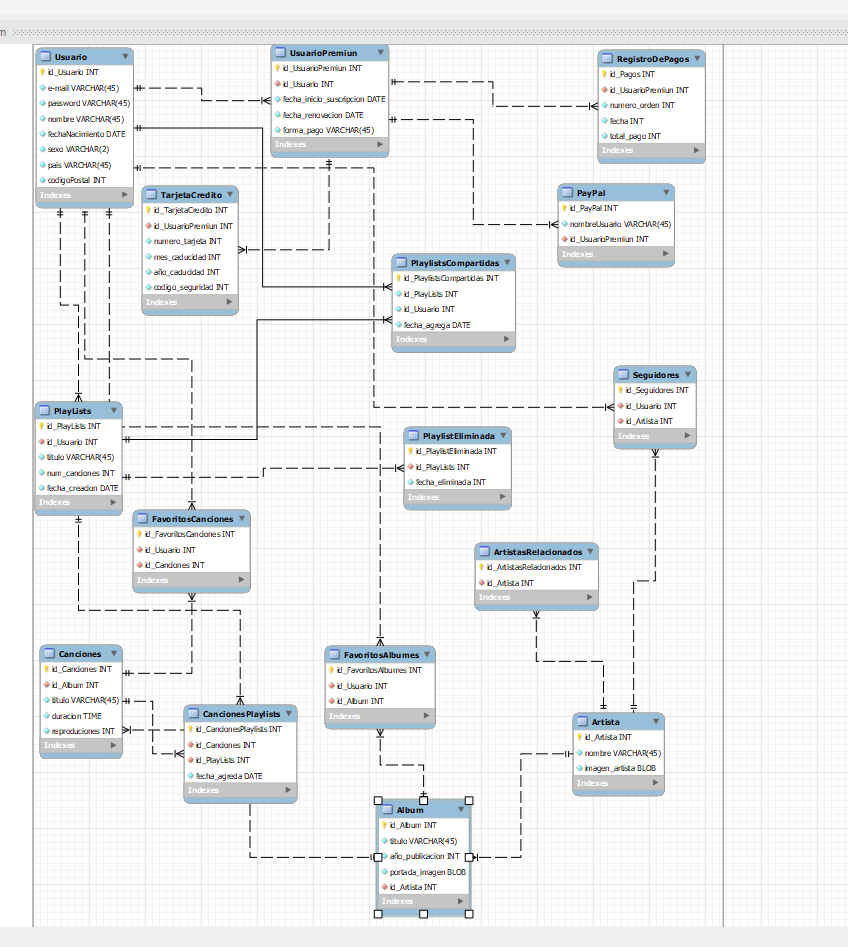 m
Usuario
id_Usuario INT
e-mail VARCHAR(45)
password VARCHAR(45)
nombre VARCHAR(45)
fechaNacimiento DATE
sexo VARCHAR(2)
pais VARCHAR(45)
codigoPostal INT
Indexes
UsuarioPremiun
id_UsuarioPremiun INT
id_Usuario INT
fecha_inicio_suscripcion DATE
fecha_renovacion DATE
forma_pago VARCHAR(45)
Indexes
RegistroDePagos
id_Pagos INT
id_UsuarioPremiun INT
numero_orden INT
fecha INT
total_pago INT
Indexes
TarjetaCredito
id_TarjetaCredito INT
id_UsuarioPremiun INT
numero_tarjeta INT
mes_caducidad INT
año_caducidad INT
codigo_seguridad INT
Indexes
PayPal
id_PayPal INT
nombreUsuario VARCHAR(45)
id_UsuarioPremiun INT
Indexes
PlaylistsCompartidas
id_PlaylistsCompartidas INT
id_PlayLists INT
id_Usuario INT
fecha_agrega DATE
Indexes
Seguidores
id_Seguidores INT
id_Usuario INT
id_Artista INT
Indexes
PlayLists
id_PlayLists INT
id_Usuario INT
titulo VARCHAR(45)
num_canciones INT
fecha_creacion DATE
Indexes
PlaylistEliminada
id_PlaylistEliminada INT
id_PlayLists INT
fecha_eliminada INT
Indexes
FavoritosCanciones
id_FavoritosCanciones INT
id_Usuario INT
id_Canciones INT
Indexes
ArtistasRelacionados
id_ArtistasRelacionados INT
id_Artista INT
Indexes
Canciones
id_Canciones INT
id_Album INT
titulo VARCHAR(45)
duracion TIME
reproduciones INT
Indexes
FavoritosAlbumes
id_FavoritosAlbumes INT
id_Usuario INT
id_Album INT
Indexes
CancionesPlaylists
id_CancionesPlaylists INT
id_Canciones INT
id_PlayLists INT
fecha_agreda DATE
Indexes
Artista
id_Artista INT
nombre VARCHAR(45)
imagen_artista BLOB
Indexes
Album
id_Album INT
titulo VARCHAR(45)
año_publicacion INT
portada_imagen BLOB
id_Artista INT
Indexes